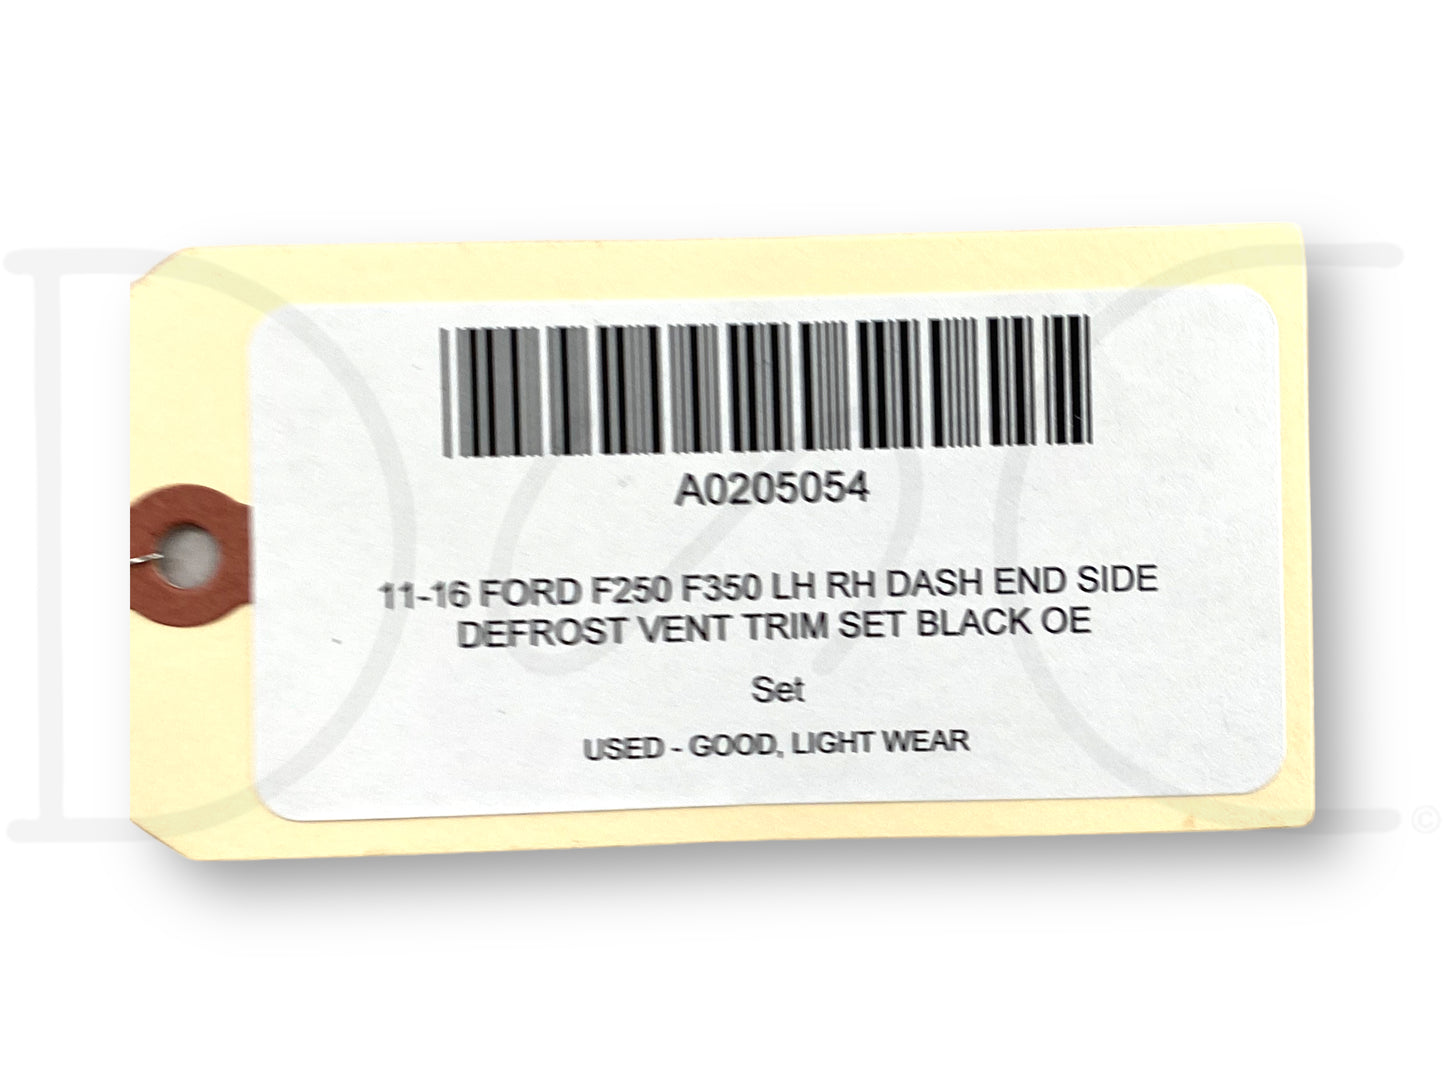 A0205054
11-16 FORD F250 F350 LH RH DASH END SIDE
DEFROST VENT TRIM SET BLACK OE
Set
USED - GOOD, LIGHT WEAR
©